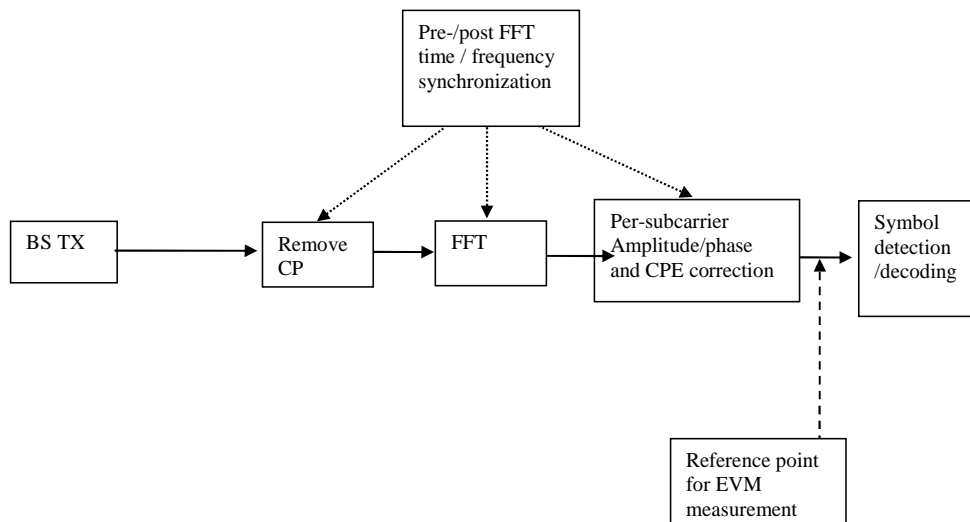 Pre-/post FFT
time / frequency
synchronization
BS TX
Remove
CP
FFT
Per-subcarrier
Amplitude/phase
and CPE correction
Symbol
detection
/decoding
Reference point
for EVM
measurement